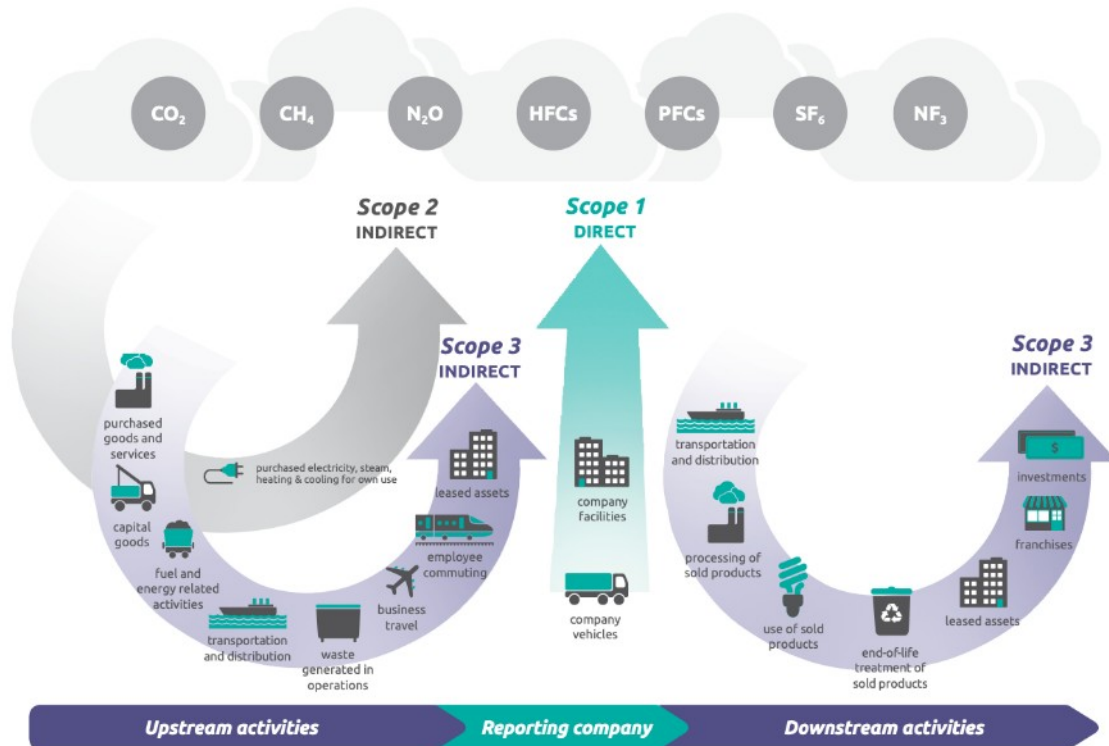 CO₂
CH₄
N₂O
HFCs
PFCs
SF₆
NF₃
Scope 2
INDIRECT
Scope 1
DIRECT
Scope 3
INDIRECT
Scope 3
INDIRECT
purchased
goods and
services
capital
goods
fuel and
energy related
activities
transportation
and distribution
waste
generated in
operations
business
travel
employee
commuting
leased assets
purchased electricity, steam,
heating & cooling for own use
company
facilities
company
vehicles
transportation
and distribution
processing of
sold products
use of sold
products
end-of-life
treatment of
sold products
leased assets
franchises
$
investments
Upstream activities
Reporting company
Downstream activities